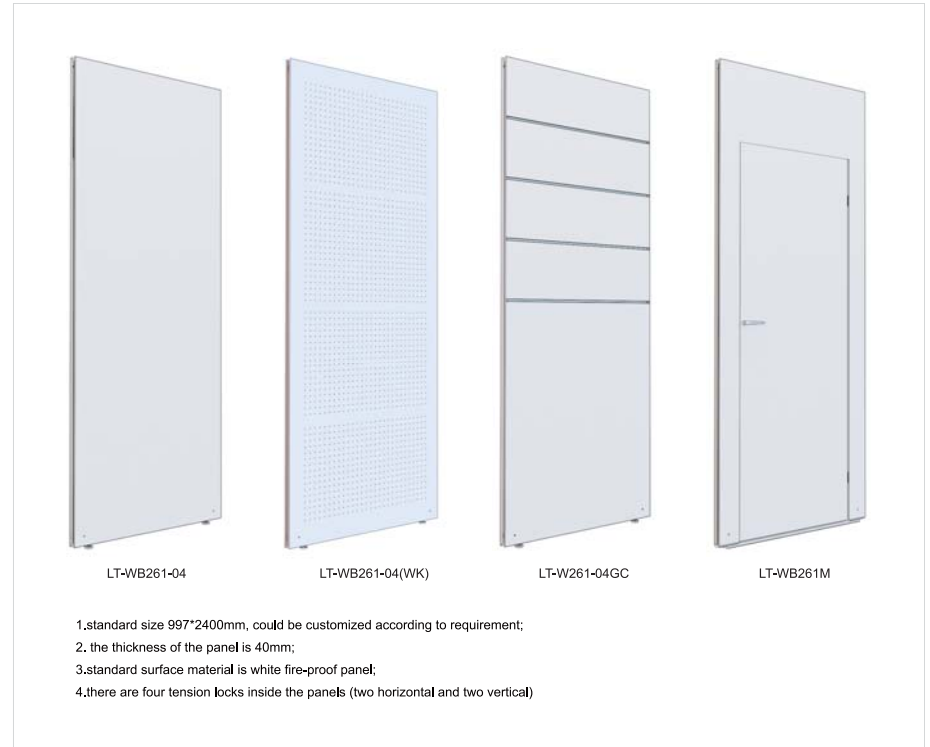 LT-WB261-04
LT-WB261-04(WK)
LT-W261-04GC
LT-WB261M
1.standard size 997*2400mm, could be customized according to requirement;
2. the thickness of the panel is 40mm;
3.standard surface material is white fire-proof panel;
4.there are four tension locks inside the panels (two horizontal and two vertical)